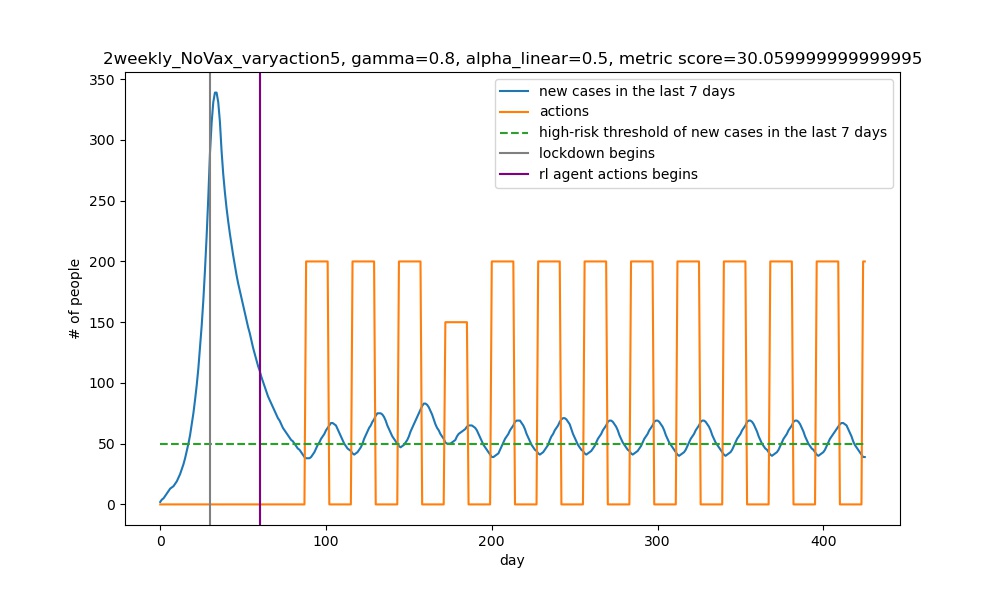 2weekly_NoVax_varyaction5, gamma=0.8, alpha_linear=0.5, metric score=30.059999999999995
new cases in the last 7 days
actions
high-risk threshold of new cases in the last 7 days
lockdown begins
rl agent actions begins
# of people
350
300
250
200
150
100
50
0
0 100 200 300 400
day